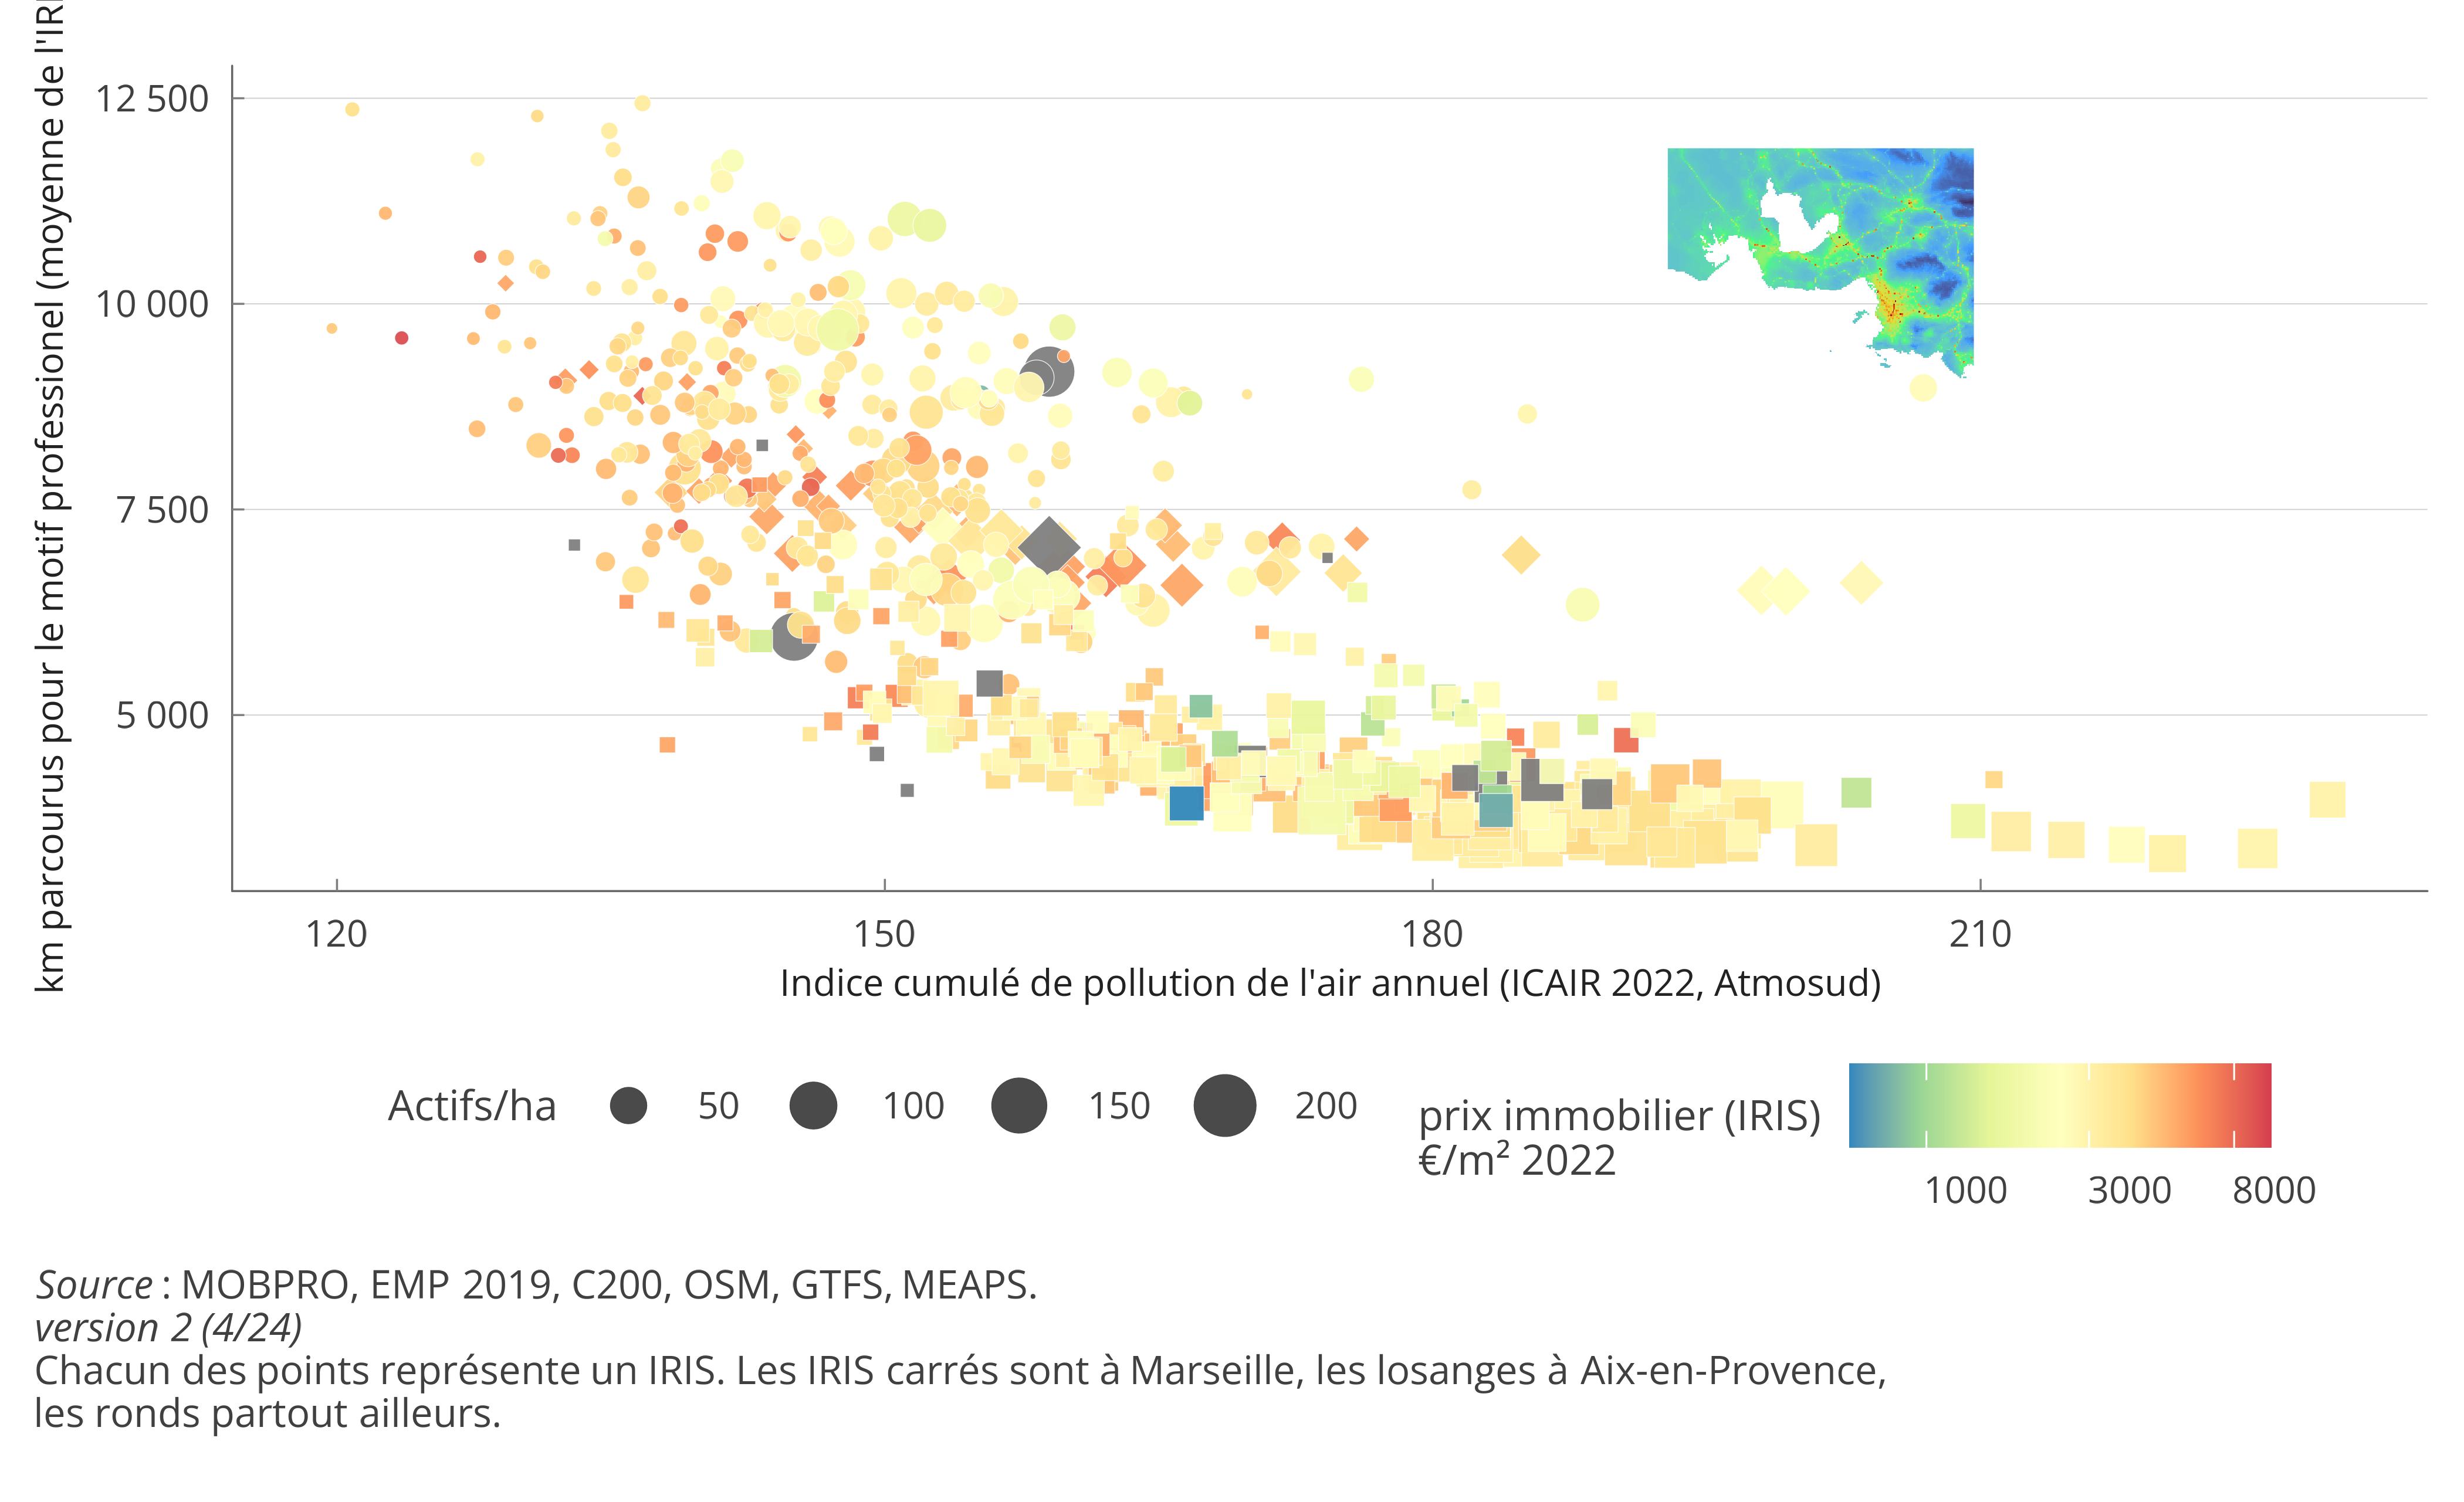 km parcourus pour le motif professionel (moyenne de l'IRI
12 500
10 000
7 500
5 000
120 150 180 210
Indice cumulé de pollution de l'air annuel (ICAIR 2022, Atmosud)
Actifs/ha 50 100 150 200
prix immobilier (IRIS)
€/m² 2022
1000 3000 8000
Source : MOBPRO, EMP 2019, C200, OSM, GTFS, MEAPS.
version 2 (4/24)
Chacun des points représente un IRIS. Les IRIS carrés sont à Marseille, les losanges à Aix-en-Provence,
les ronds partout ailleurs.